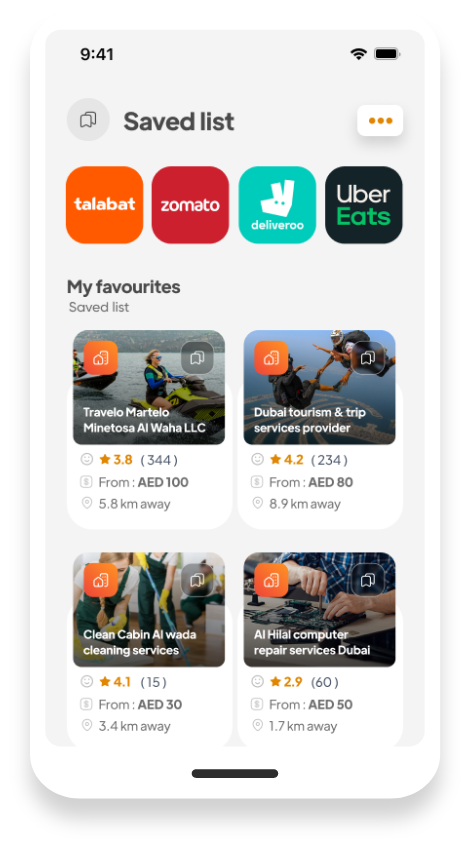 9:41
Saved list
talabat
zomato
deliveroo
Uber
Eats
My favourites
Saved list
Travelo Martelo
Minetosa Al Waha LLC
3.8 (344)
From : AED 100
5.8 km away
Dubai tourism & trip
services provider
4.2 (234)
From : AED 80
8.9 km away
Clean Cabin Al wada
cleaning services
4.1 (15)
From : AED 30
3.4 km away
Al Hilal computer
repair services Dubai
2.9 (60)
From : AED 50
1.7 km away